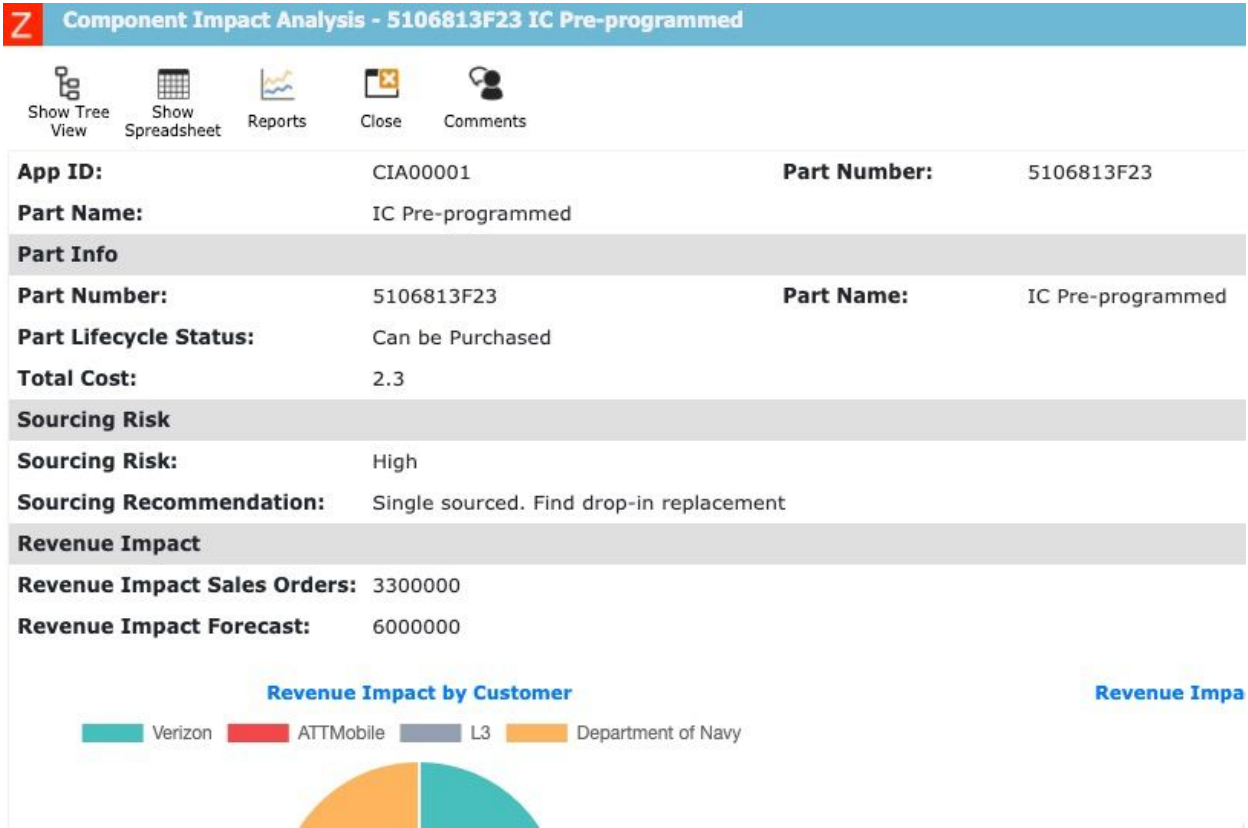 Z Component Impact Analysis - 5106813F23 IC Pre-programmed
Show Tree View
Show Spreadsheet
Reports
Close
Comments
App ID: CIA00001 Part Number: 5106813F23
Part Name: IC Pre-programmed
Part Info
Part Number: 5106813F23 Part Name: IC Pre-programmed
Part Lifecycle Status: Can be Purchased
Total Cost: 2.3
Sourcing Risk
Sourcing Risk: High
Sourcing Recommendation: Single sourced. Find drop-in replacement
Revenue Impact
Revenue Impact Sales Orders: 3300000
Revenue Impact Forecast: 6000000
Revenue Impact by Customer Revenue Impa
Verizon ATTMobile L3 Department of Navy